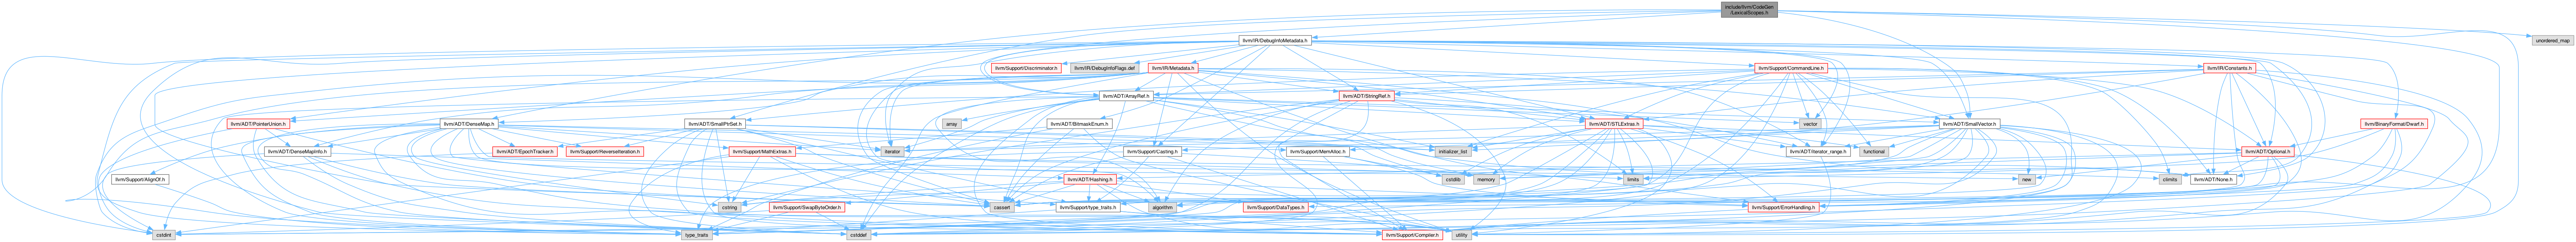 include/llvm/CodeGen
/LexicalScopes.h
llvm/IR/DebugInfoMetadata.h
unordered_map
llvm/Support/Discriminator.h
llvm/IR/DebugInfoFlags.def
llvm/IR/Metadata.h
llvm/Support/CommandLine.h
llvm/IR/Constants.h
llvm/ADT/ArrayRef.h
llvm/ADT/StringRef.h
llvm/ADT/PointerUnion.h
llvm/ADT/DenseMap.h
llvm/ADT/SmallPtrSet.h
array
llvm/ADT/BitmaskEnum.h
llvm/ADT/STLExtras.h
vector
llvm/ADT/SmallVector.h
llvm/BinaryFormat/Dwarf.h
llvm/ADT/DenseMapInfo.h
llvm/ADT/EpochTracker.h
llvm/Support/ReverseIteration.h
llvm/Support/MathExtras.h
iterator
llvm/Support/Casting.h
initializer_list
llvm/Support/MemAlloc.h
llvm/ADT/iterator_range.h
functional
llvm/ADT/Optional.h
llvm/Support/AlignOf.h
llvm/ADT/Hashing.h
cstdlib
memory
limits
new
climits
llvm/ADT/None.h
cstring
llvm/Support/SwapByteOrder.h
cassert
llvm/Support/type_traits.h
algorithm
llvm/Support/DataTypes.h
llvm/Support/ErrorHandling.h
cstdint
type_traits
cstddef
llvm/Support/Compiler.h
utility